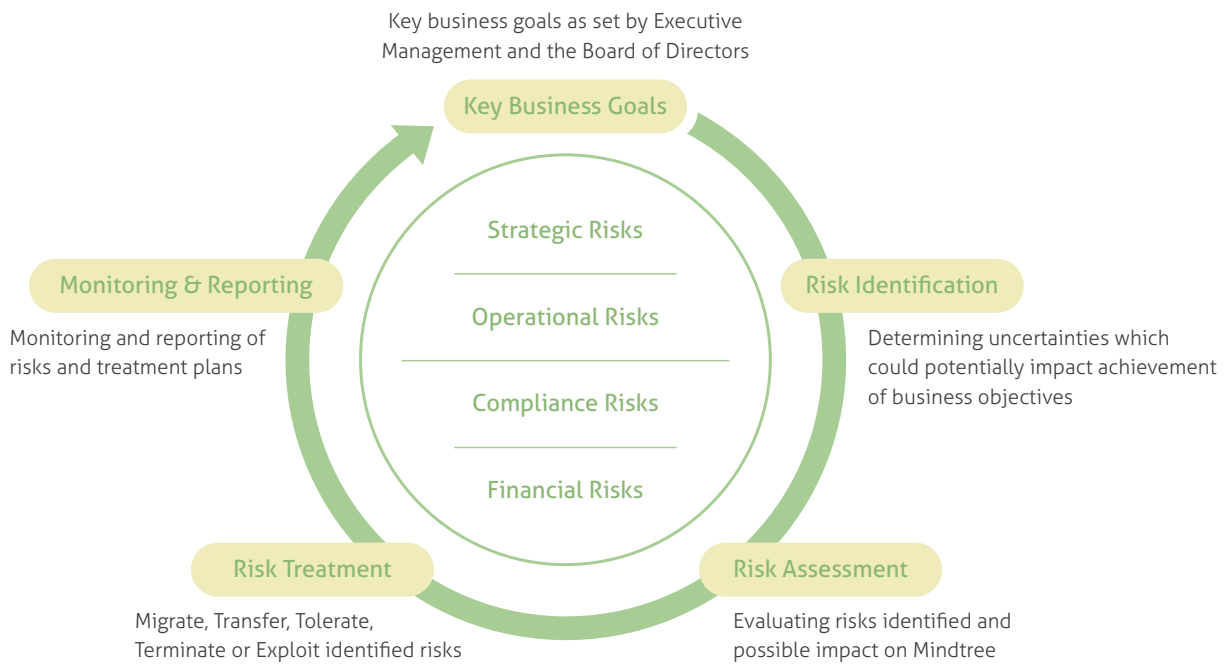 Key business goals as set by Executive
Management and the Board of Directors
Key Business Goals
Strategic Risks
Operational Risks
Compliance Risks
Financial Risks
Risk Identification
Determining uncertainties which
could potentially impact achievement
of business objectives
Risk Assessment
Evaluating risks identified and
possible impact on Mindtree
Risk Treatment
Migrate, Transfer, Tolerate,
Terminate or Exploit identified risks
Monitoring & Reporting
Monitoring and reporting of
risks and treatment plans